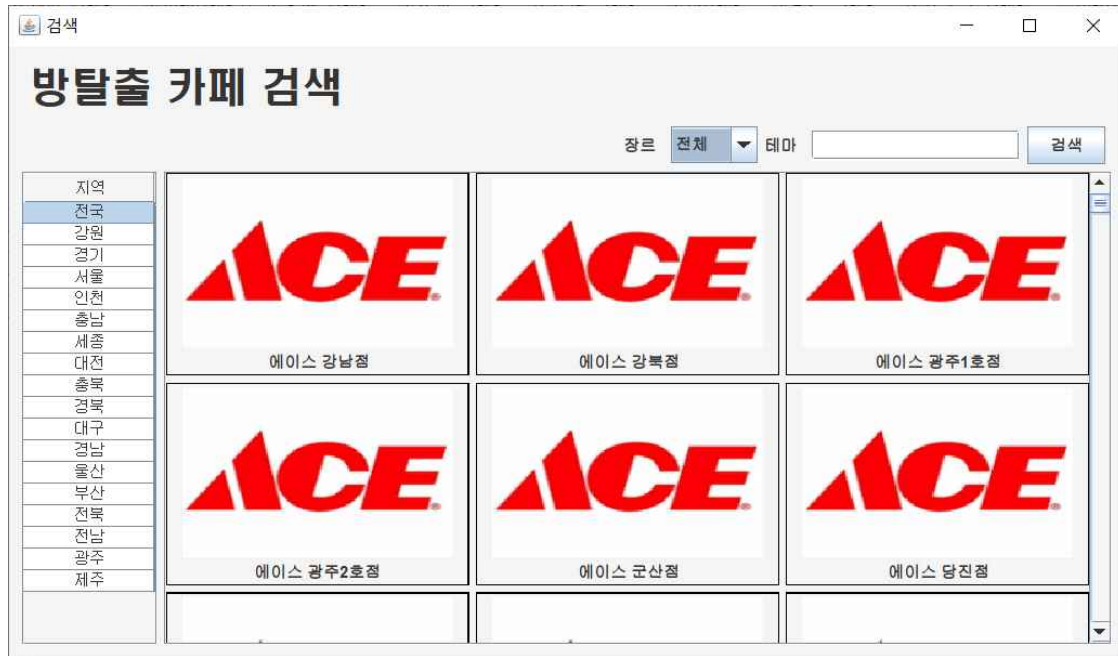 검색
방탈출 카페 검색
장르 전체 테마 검색
지역
전국
강원
경기
서울
인천
충남
세종
대전
충북
경북
대구
경남
울산
부산
전북
전남
광주
제주
ACE ACE ACE
에이스 강남점 에이스 강북점 에이스 광주1호점
ACE ACE ACE
에이스 광주2호점 에이스 군산점 에이스 당진점